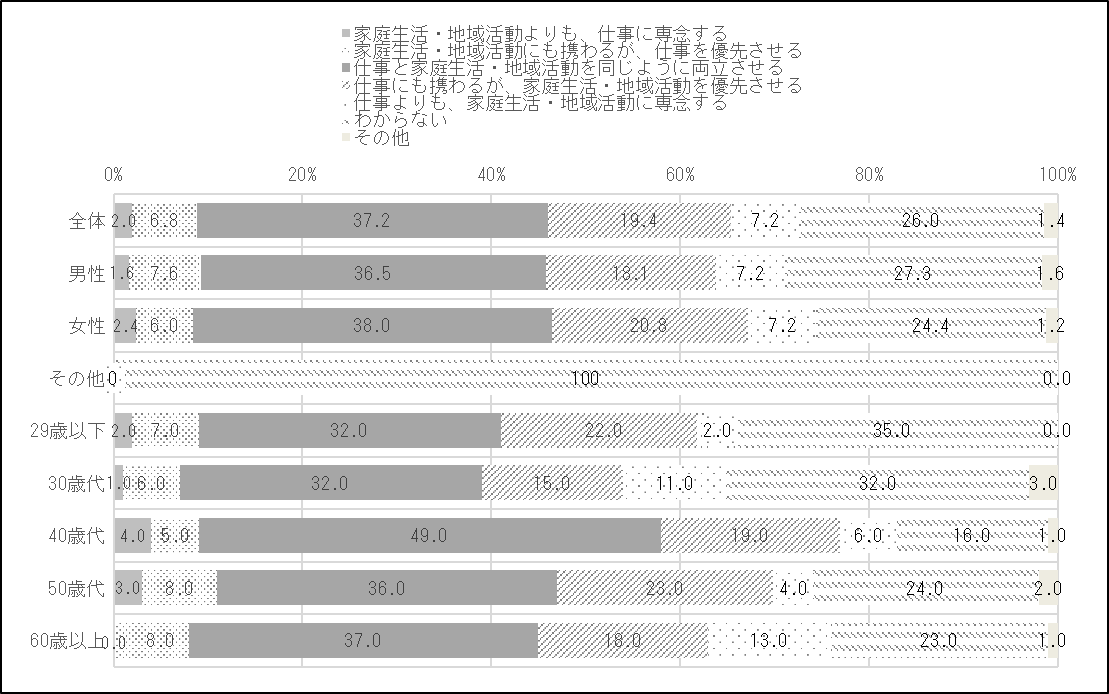 家庭生活・地域活動よりも、仕事に専念する
家庭生活・地域活動にも携わるが、仕事を優先させる
仕事と家庭生活・地域活動を同じように両立させる
仕事にも携わるが、家庭生活・地域活動を優先させる
仕事よりも、家庭生活・地域活動に専念する
わからない
その他
0% 20% 40% 60% 80% 100%
全体 2.0 6.8 37.2 19.4 7.2 26.0 1.4
男性 1.6 7.6 36.5 18.1 7.2 27.3 1.6
女性 2.4 6.0 38.0 20.8 7.2 24.4 1.2
その他 0 100 0.0
29歳以下 2.0 7.0 32.0 22.0 2.0 35.0 0.0
30歳代 1.0 6.0 32.0 15.0 11.0 32.0 3.0
40歳代 4.0 5.0 49.0 19.0 6.0 16.0 1.0
50歳代 3.0 8.0 36.0 23.0 4.0 24.0 2.0
60歳以上 0.0 8.0 37.0 18.0 13.0 23.0 1.0